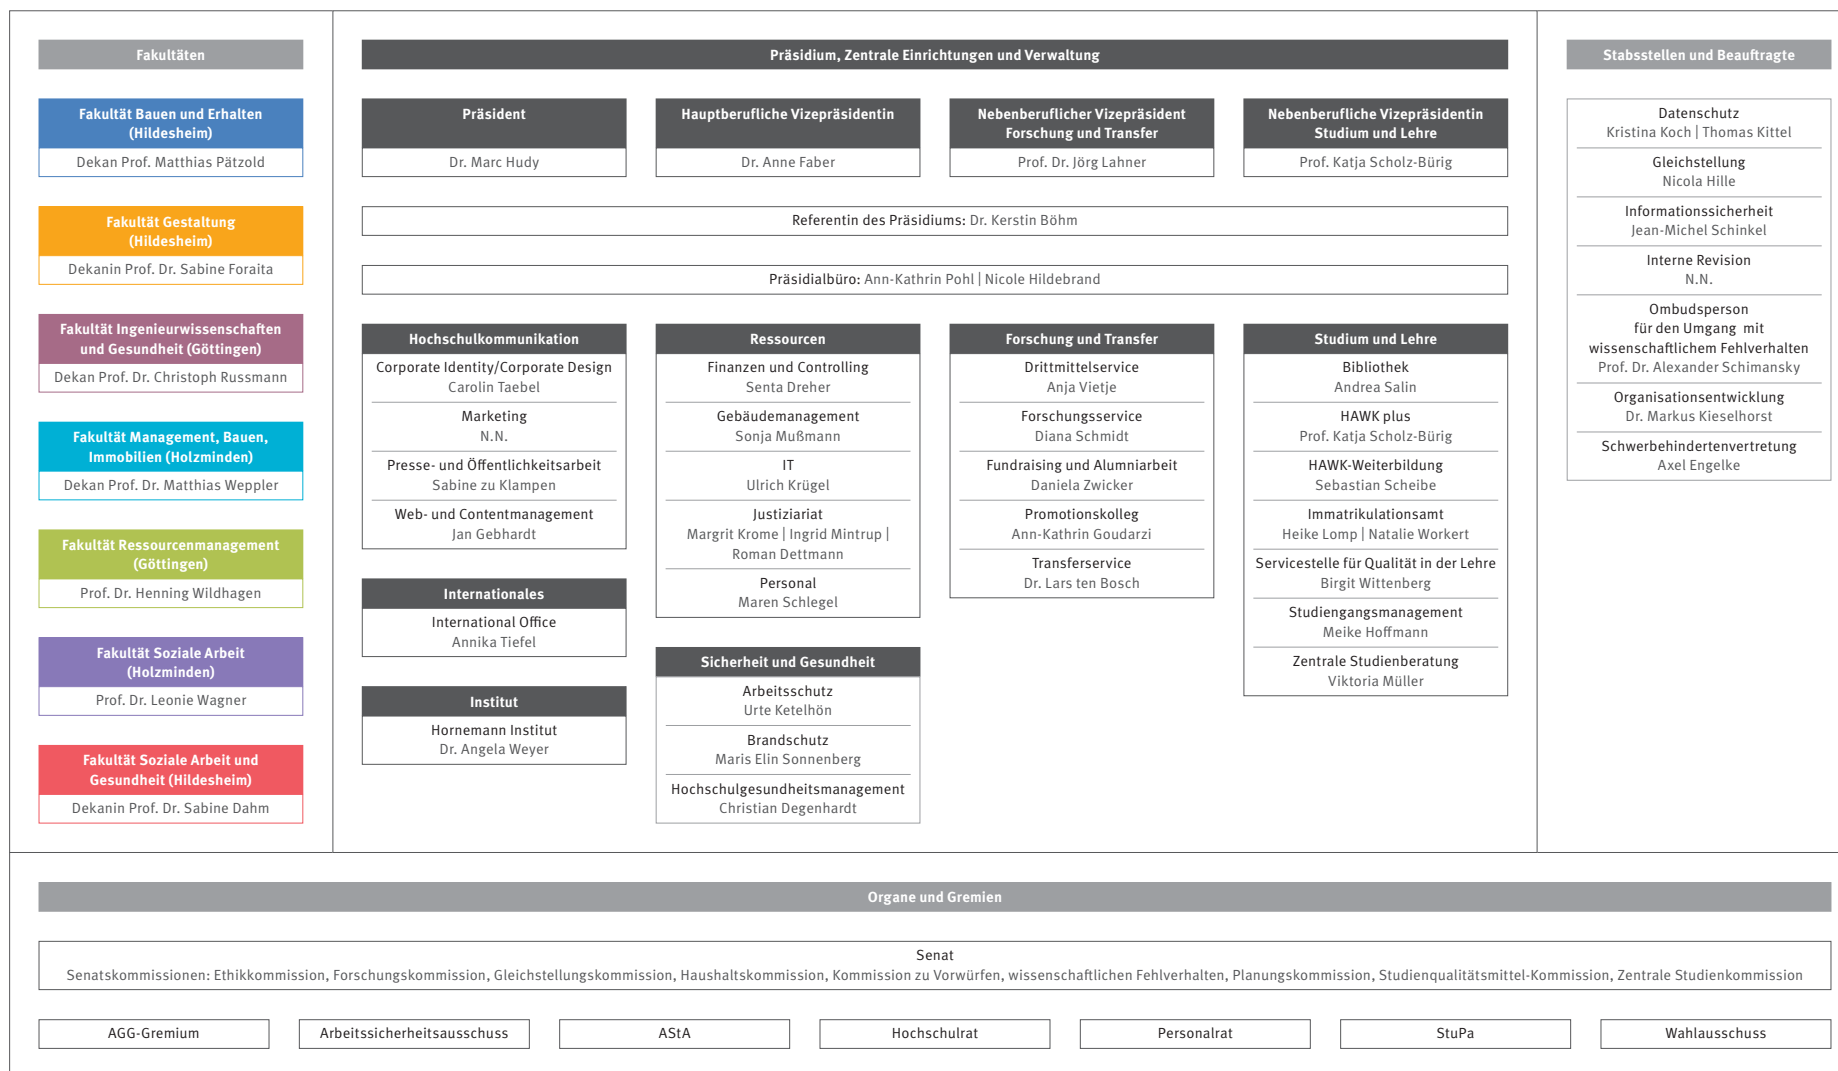 Fakultäten
Fakultät Bauen und Erhalten
(Hildesheim)
Dekan Prof. Matthias Pätzold
Fakultät Gestaltung
(Hildesheim)
Dekanin Prof. Dr. Sabine Foraita
Fakultät Ingenieurwissenschaften
und Gesundheit (Göttingen)
Dekan Prof. Dr. Christoph Russmann
Fakultät Management, Bauen,
Immobilien (Holzminden)
Dekan Prof. Dr. Matthias Weppler
Fakultät Ressourcenmanagement
(Göttingen)
Prof. Dr. Henning Wildhagen
Fakultät Soziale Arbeit
(Holzminden)
Prof. Dr. Leonie Wagner
Fakultät Soziale Arbeit und
Gesundheit (Hildesheim)
Dekanin Prof. Dr. Sabine Dahm
Präsidium, Zentrale Einrichtungen und Verwaltung
Präsident
Dr. Marc Hudy
Hauptberufliche Vizepräsidentin
Dr. Anne Faber
Nebenberuflicher Vizepräsident
Forschung und Transfer
Prof. Dr. Jörg Lahner
Nebenberufliche Vizepräsidentin
Studium und Lehre
Prof. Katja Scholz-Bürig
Referentin des Präsidiums: Dr. Kerstin Böhm
Präsidialbüro: Ann-Kathrin Pohl | Nicole Hildebrand
Hochschulkommunikation
Corporate Identity/Corporate Design
Carolin Taebel
Marketing
N.N.
Presse- und Öffentlichkeitsarbeit
Sabine zu Klampen
Web- und Contentmanagement
Jan Gebhardt
Internationales
International Office
Annika Tiefel
Institut
Hornemann Institut
Dr. Angela Weyer
Ressourcen
Finanzen und Controlling
Senta Dreher
Gebäudemanagement
Sonja Mußmann
IT
Ulrich Krügel
Justiziariat
Margrit Krome | Ingrid Mintrup |
Roman Dettmann
Personal
Maren Schlegel
Sicherheit und Gesundheit
Arbeitsschutz
Urte Ketelhön
Brandschutz
Maris Elin Sonnenberg
Hochschulgesundheitsmanagement
Christian Degenhardt
Forschung und Transfer
Drittmittelservice
Anja Vietje
Forschungsservice
Diana Schmidt
Fundraising und Alumniarbeit
Daniela Zwicker
Promotionskolleg
Ann-Kathrin Goudarzi
Transferservice
Dr. Lars ten Bosch
Studium und Lehre
Bibliothek
Andrea Salin
HAWK plus
Prof. Katja Scholz-Bürig
HAWK-Weiterbildung
Sebastian Scheibe
Immatrikulationsamt
Heike Lomp | Natalie Workert
Servicestelle für Qualität in der Lehre
Birgit Wittenberg
Studiengangsmanagement
Meike Hoffmann
Zentrale Studienberatung
Viktoria Müller
Stabsstellen und Beauftragte
Datenschutz
Kristina Koch | Thomas Kittel
Gleichstellung
Nicola Hille
Informationssicherheit
Jean-Michel Schinkel
Interne Revision
N.N.
Ombudsperson
für den Umgang mit
wissenschaftlichem Fehlverhalten
Prof. Dr. Alexander Schimansky
Organisationsentwicklung
Dr. Markus Kieselhorst
Schwerbehindertenvertretung
Axel Engelke
Organe und Gremien
Senat
Senatskommissionen: Ethikkommission, Forschungskommission, Gleichstellungskommission, Haushaltskommission, Kommission zu Vorwürfen, wissenschaftlichen Fehlverhalten, Planungskommission, Studienqualitätsmittel-Kommission, Zentrale Studienkommission
AGG-Gremium
Arbeitssicherheitsausschuss
AStA
Hochschulrat
Personalrat
StuPa
Wahlausschuss